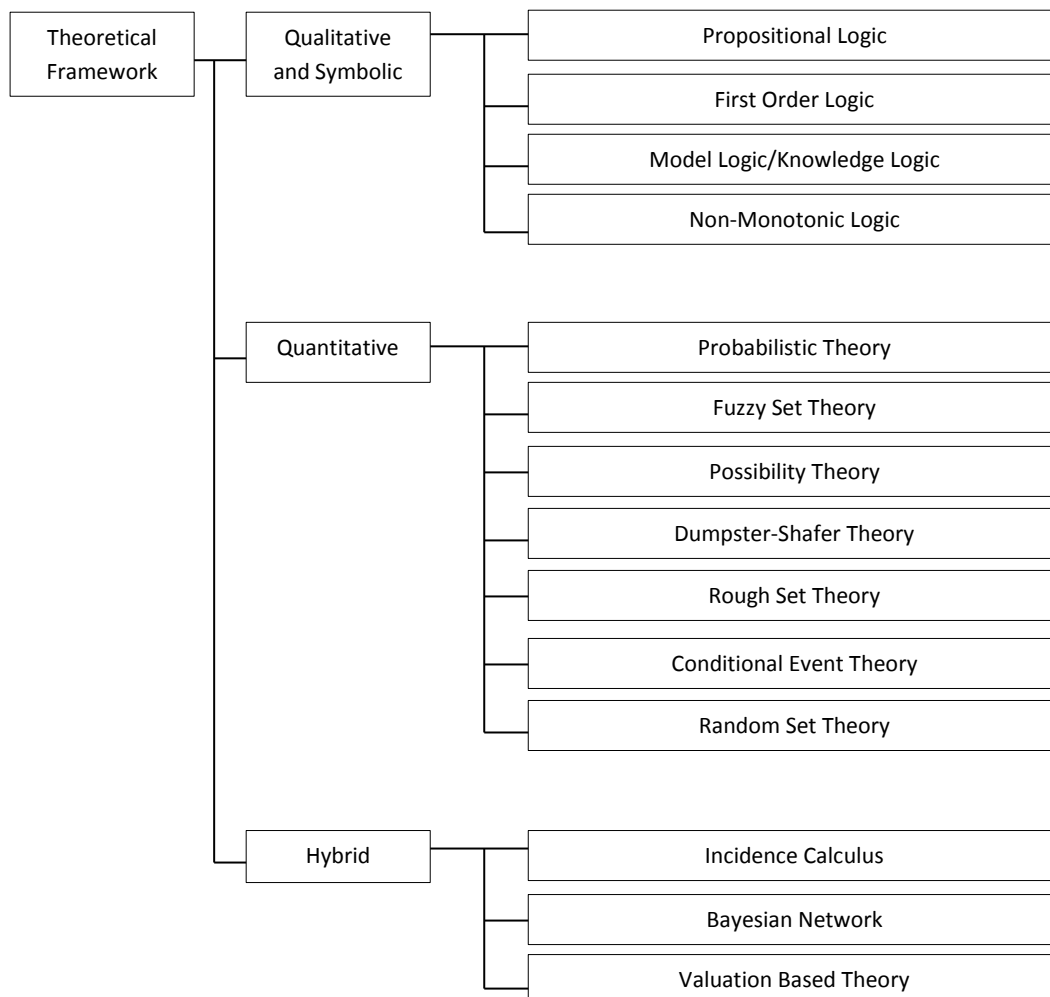 Theoretical
Framework
Qualitative
and Symbolic
Propositional Logic
First Order Logic
Model Logic/Knowledge Logic
Non-Monotonic Logic
Quantitative
Probabilistic Theory
Fuzzy Set Theory
Possibility Theory
Dumpster-Shafer Theory
Rough Set Theory
Conditional Event Theory
Random Set Theory
Hybrid
Incidence Calculus
Bayesian Network
Valuation Based Theory